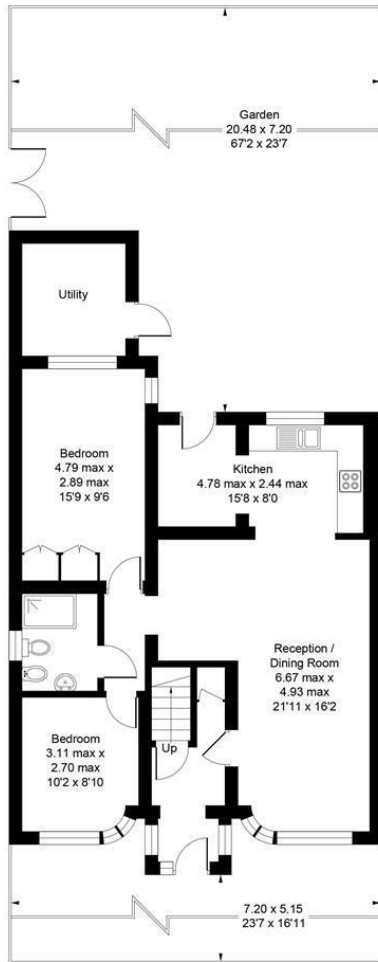 Garden
20.48 x 7.20
67'2 x 23'7
Utility
Bedroom
4.79 max x
2.89 max
15'9 x 9'6
Kitchen
4.78 max x 2.44 max
15'8 x 8'0
Reception /
Dining Room
6.67 max x
4.93 max
21'11 x 16'2
Bedroom
3.11 max x
2.70 max
10'2 x 8'10
Up
7.20 x 5.15
23'7 x 16'11